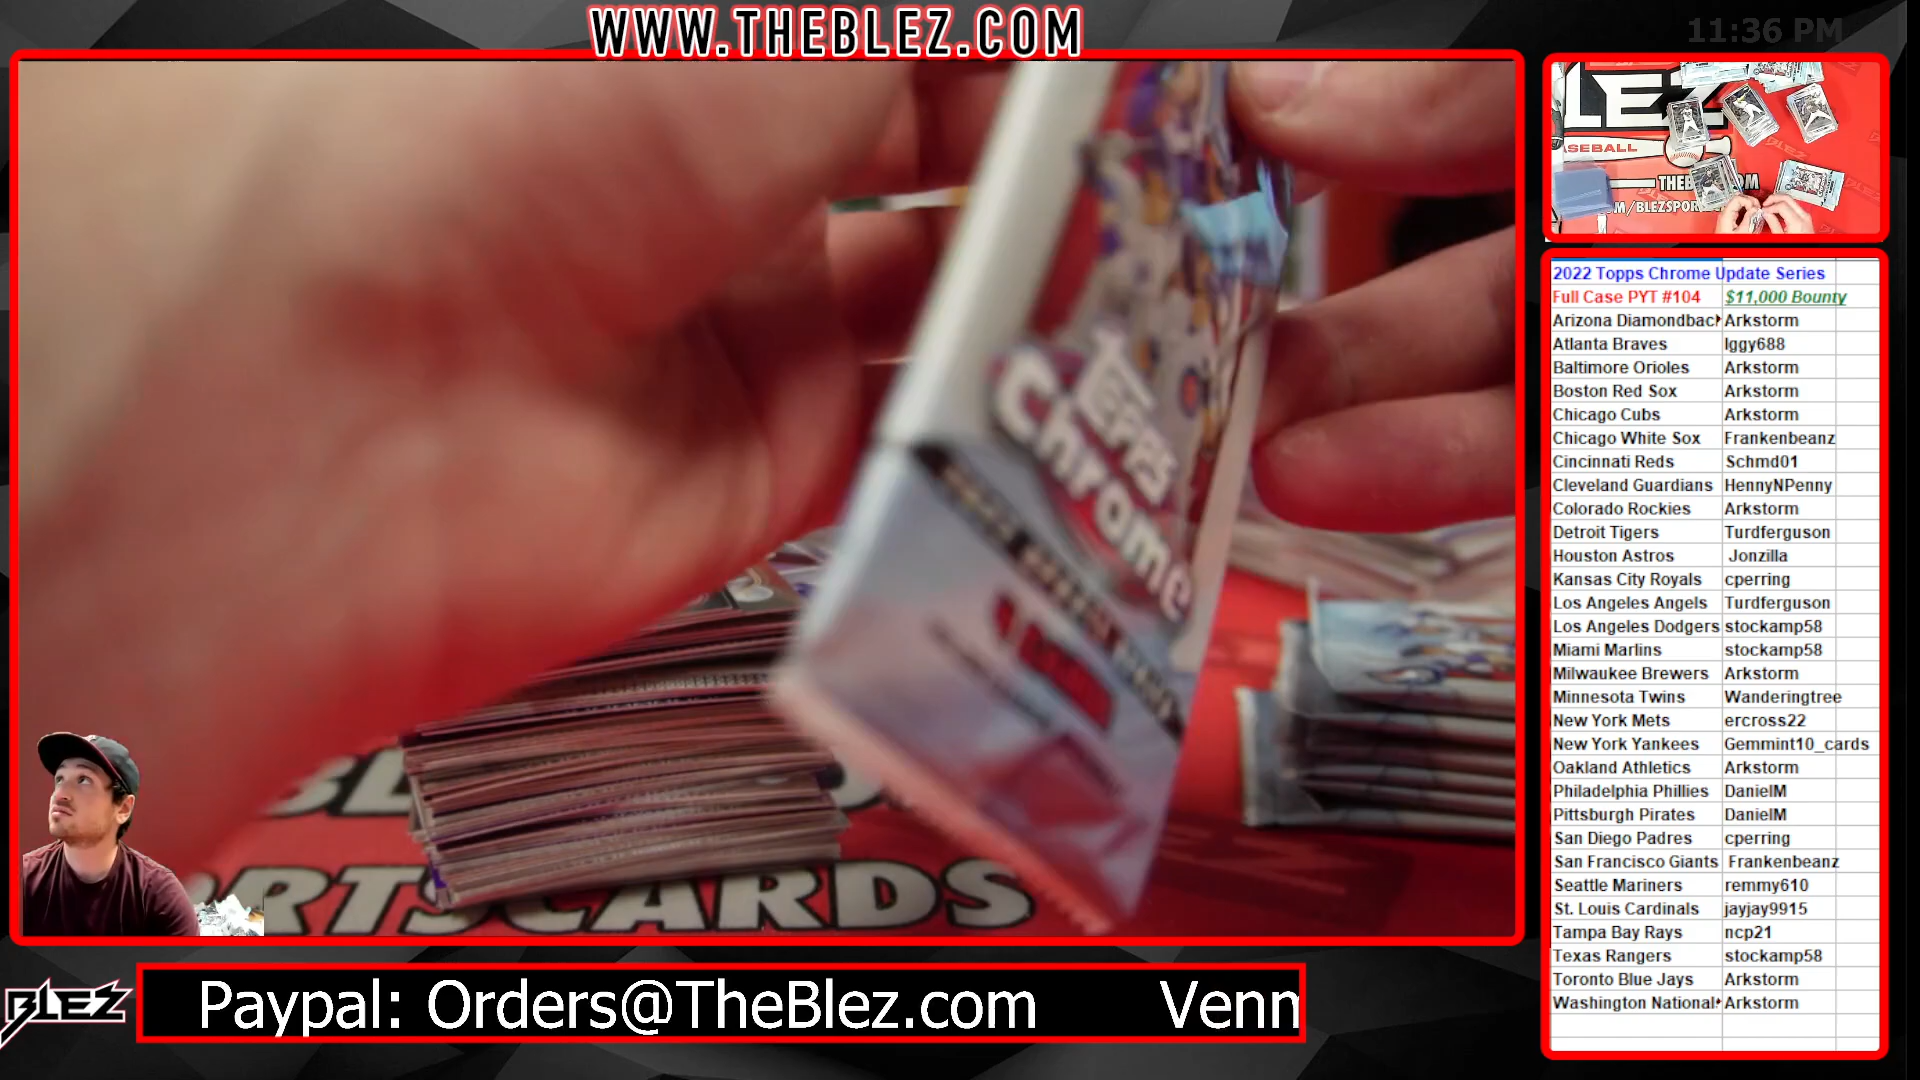 WWW.THEBLEZ.COM
11:36 PM
LEZ
ASEBALL
BLEZ
2022 Topps Chrome Update Series
Full Case PYT #104 $11,000 Bounty
Arizona Diamondbac Arkstorm
Atlanta Braves Iggy688
Baltimore Orioles Arkstorm
Boston Red Sox Arkstorm
Chicago Cubs Arkstorm
Chicago White Sox Frankenbeanz
Cincinnati Reds Schmd01
Cleveland Guardians HennyNPenny
Colorado Rockies Arkstorm
Detroit Tigers Turdferguson
Houston Astros Jonzilla
Kansas City Royals cperring
Los Angeles Angels Turdferguson
Los Angeles Dodgers stockamp58
Miami Marlins stockamp58
Milwaukee Brewers Arkstorm
Minnesota Twins Wanderingtree
New York Mets ercross22
New York Yankees Gemmint10_cards
Oakland Athletics Arkstorm
Philadelphia Phillies DanielM
Pittsburgh Pirates DanielM
San Diego Padres cperring
San Francisco Giants Frankenbeanz
Seattle Mariners remmy610
St. Louis Cardinals jayjay9915
Tampa Bay Rays ncp21
Texas Rangers stockamp58
Toronto Blue Jays Arkstorm
Washington National Arkstorm
Topps
Chrome
RTS CARDS
BLEZ
Paypal: Orders@TheBlez.com Venm